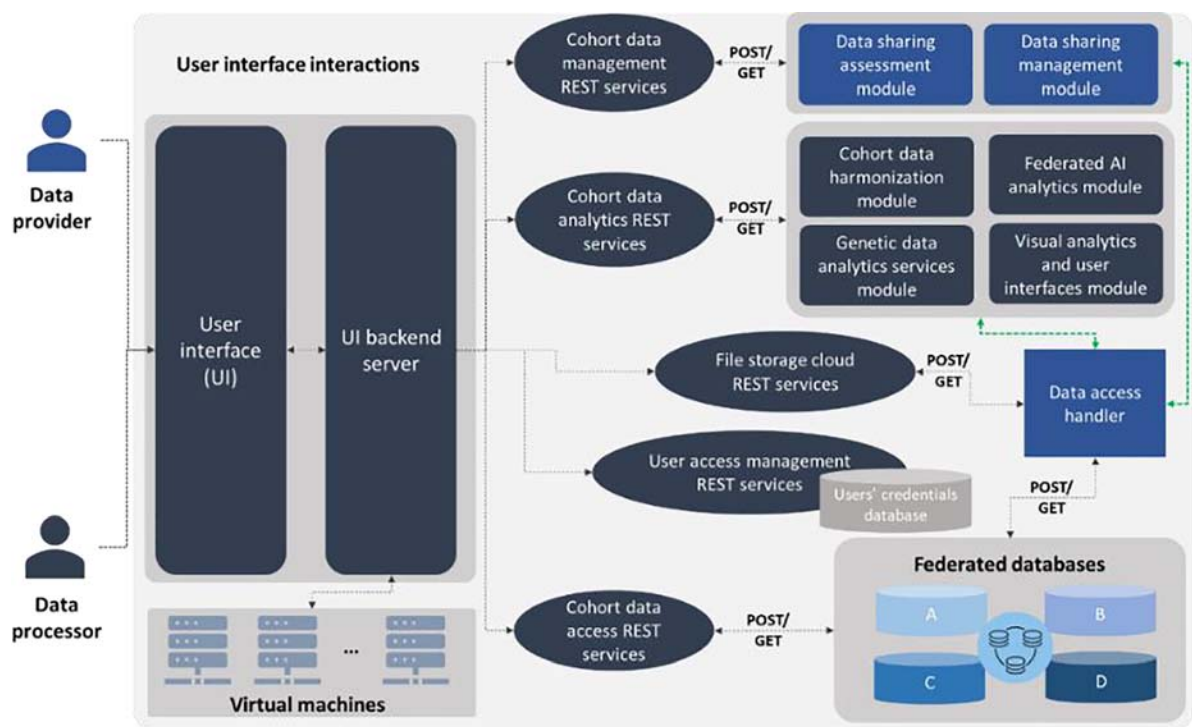 User interface interactions
Data
provider
Data
processor
User
interface
(UI)
UI backend
server
...
Virtual machines
Cohort data
management
REST services
POST/
GET
Data sharing
assessment
module
Data sharing
management
module
Cohort data
analytics REST
services
POST/
GET
Cohort data
harmonization
module
Federated AI
analytics module
Genetic data
analytics services
module
Visual analytics
and user
interfaces module
File storage cloud
REST services
POST/
GET
Data access
handler
User access management
REST services
Users' credentials
database
POST/
GET
Cohort data
access REST
services
POST/
GET
Federated databases
A
B
C
D